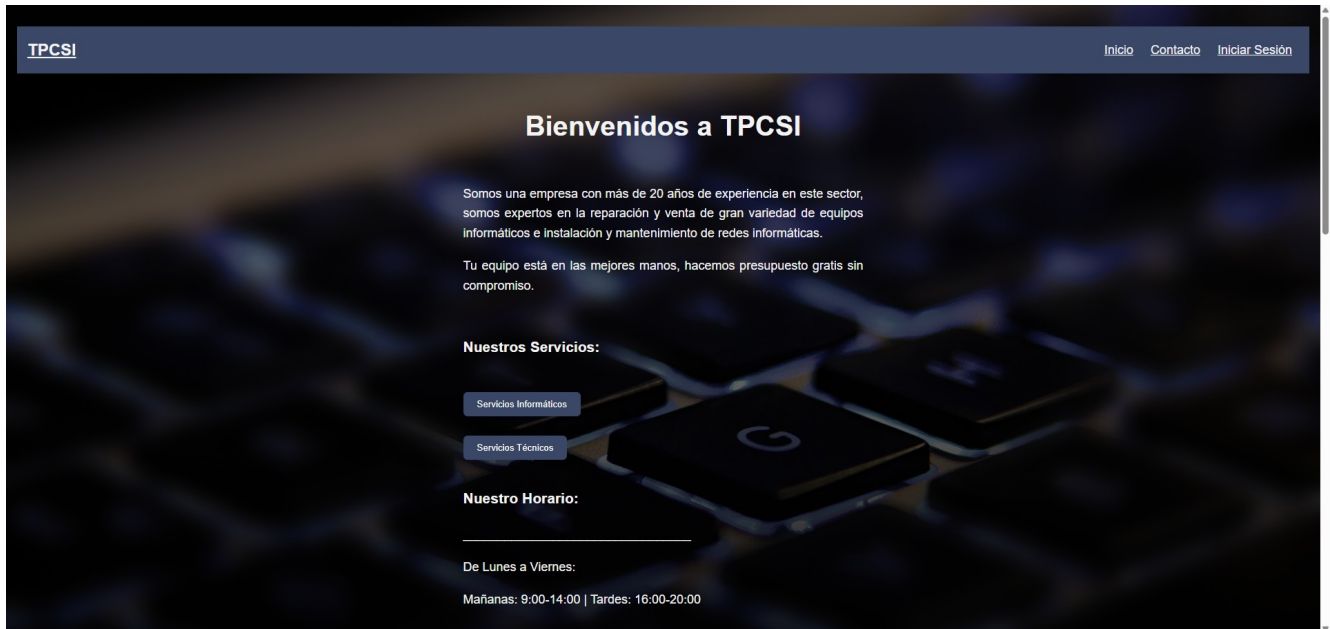 TPCSI
Inicio Contacto Iniciar Sesión
Bienvenidos a TPCSI
Somos una empresa con más de 20 años de experiencia en este sector,
somos expertos en la reparación y venta de gran variedad de equipos
informáticos e instalación y mantenimiento de redes informáticas.
Tu equipo está en las mejores manos, hacemos presupuesto gratis sin
compromiso.
Nuestros Servicios:
Servicios Informáticos
Servicios Técnicos
Nuestro Horario:
De Lunes a Viernes:
Mañanas: 9:00-14:00 | Tardes: 16:00-20:00
H
G